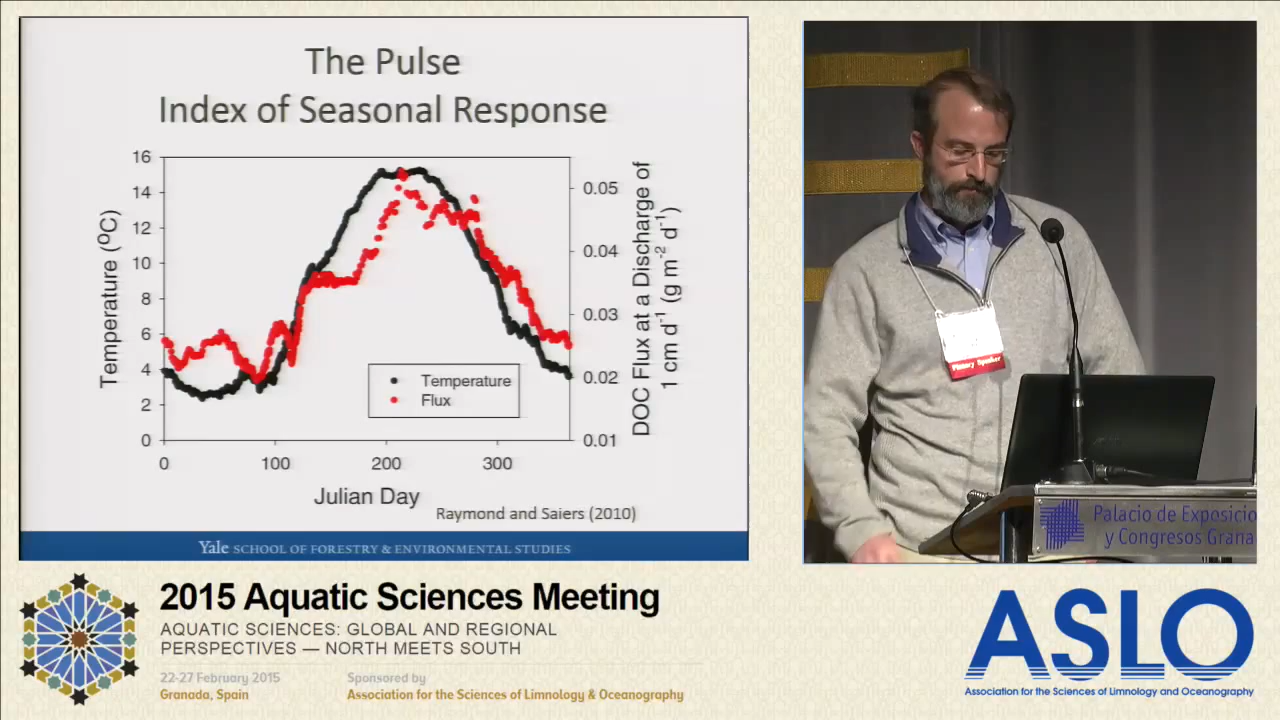 The Pulse
Index of Seasonal Response
16
14
12
10
8
6
4
2
0
Temperature (ºC)
0.05
0.04
0.03
0.02
0.01
DOC Flux at a Discharge of
1 cm d-1 (g m-2 d-1)
Temperature
Flux
0 100 200 300
Julian Day
Raymond and Saiers (2010)
Yale SCHOOL OF FORESTRY & ENVIRONMENTAL STUDIES
Plenary Speaker
Palacio de Exposicio
y Congresos Grana
2015 Aquatic Sciences Meeting
AQUATIC SCIENCES: GLOBAL AND REGIONAL
PERSPECTIVES — NORTH MEETS SOUTH
22-27 February 2015
Granada, Spain
Sponsored by
Association for the Sciences of Limnology & Oceanography
ASLO
Association for the Sciences of Limnology and Oceanography